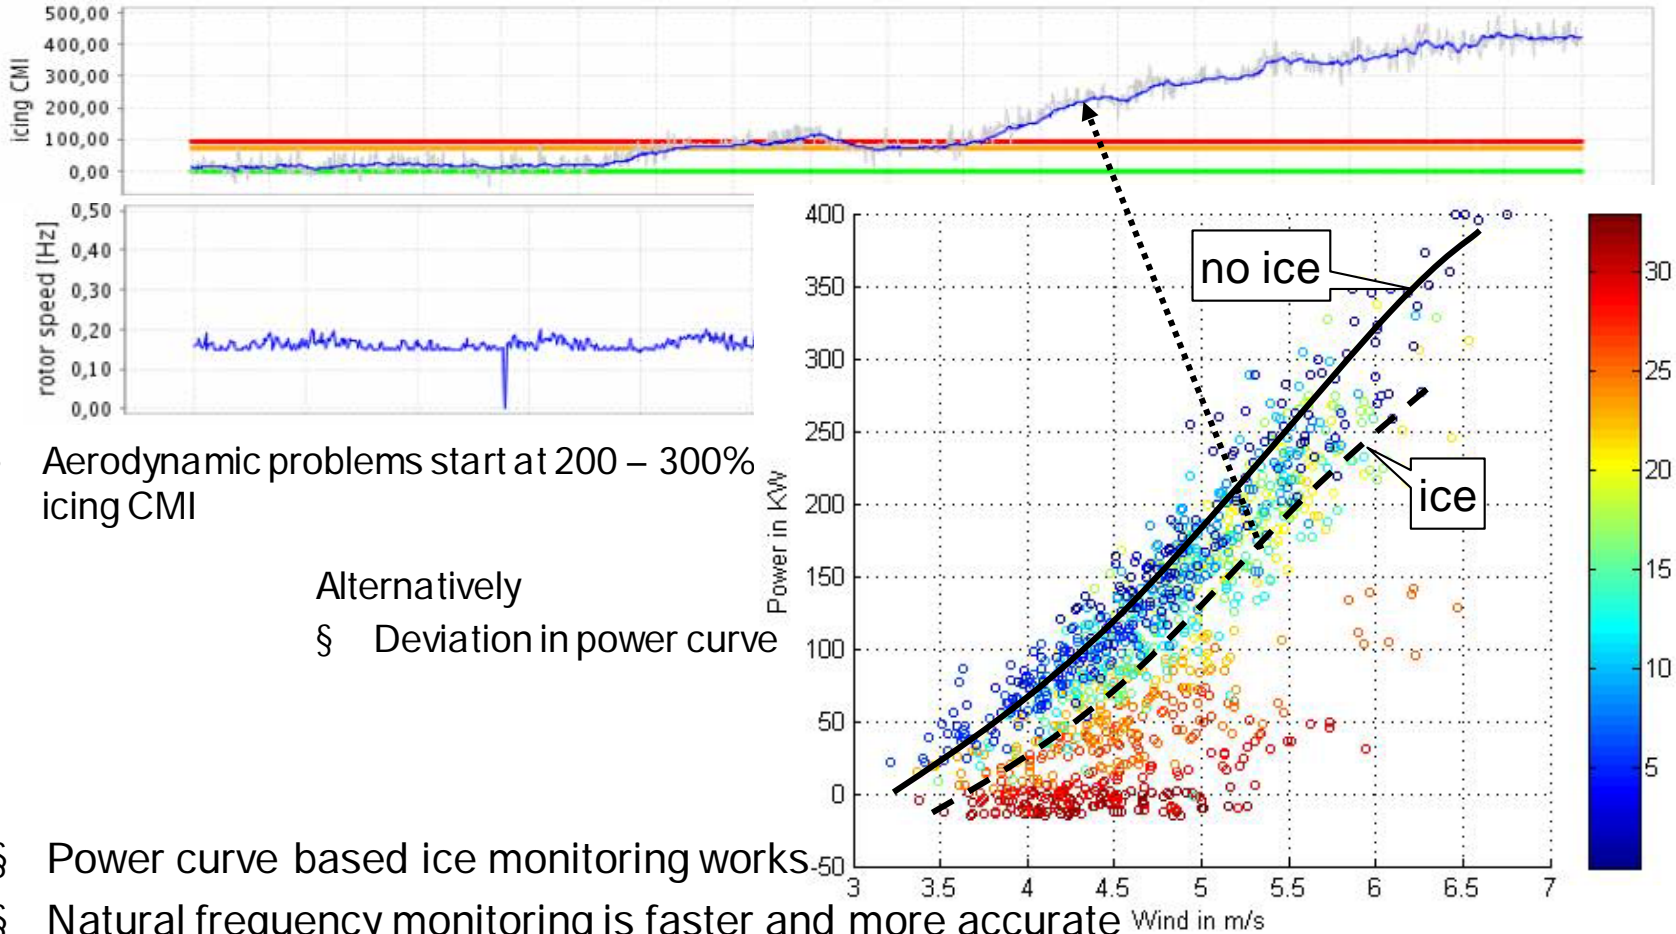 500,00
400,00
300,00
200,00
100,00
0,00
icing CMI
0,50
0,40
0,30
0,20
0,10
0,00
rotor speed [Hz]
Aerodynamic problems start at 200 – 300%
icing CMI
Alternatively
§ Deviation in power curve
§ Power curve based ice monitoring works
§ Natural frequency monitoring is faster and more accurate
400
350
300
250
200
150
100
50
0
-50
Power in KW
no ice
ice
3 3.5 4 4.5 5 5.5 6 6.5 7
Wind in m/s
30
25
20
15
10
5